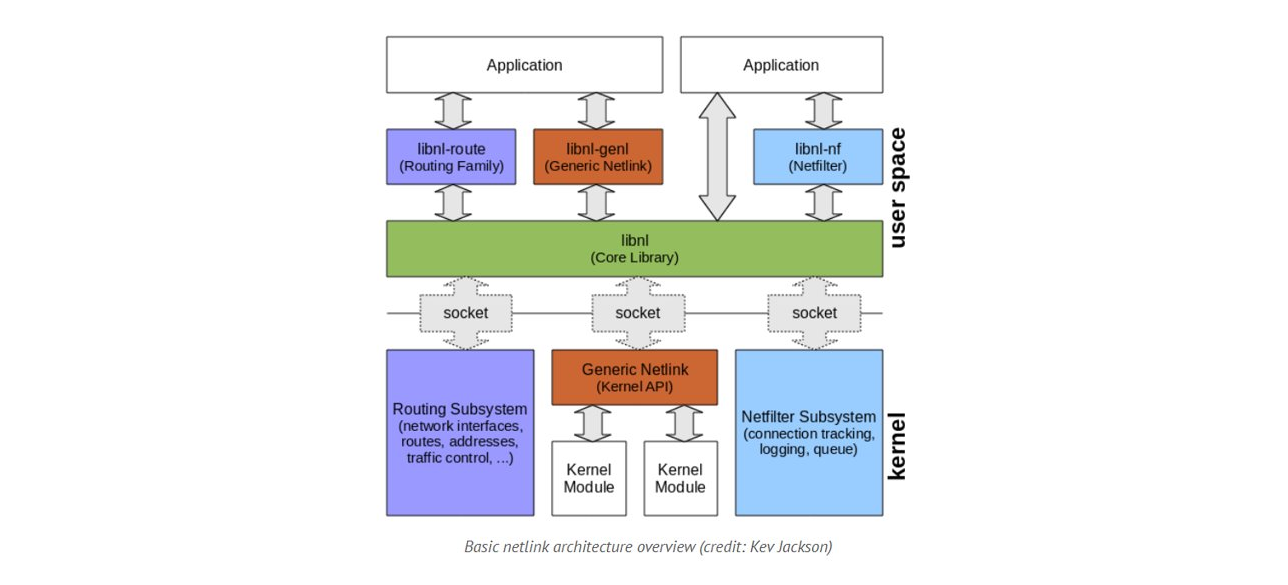 Application
Application
libnl-route
(Routing Family)
libnl-genl
(Generic Netlink)
libnl-nf
(Netfilter)
user space
libnl
(Core Library)
socket
socket
socket
Routing Subsystem
(network interfaces,
routes, addresses,
traffic control, ...)
Generic Netlink
(Kernel API)
Kernel
Module
Kernel
Module
Netfilter Subsystem
(connection tracking,
logging, queue)
kernel
Basic netlink architecture overview (credit: Kev Jackson)